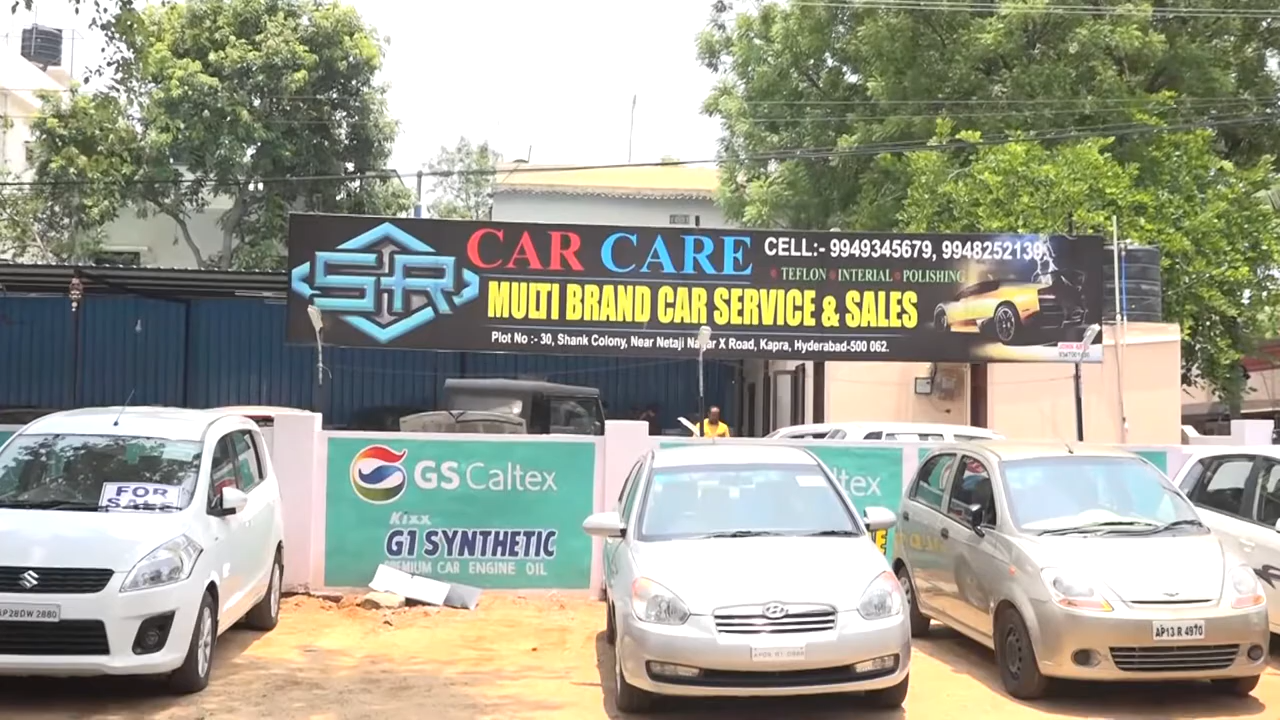 SR
CAR CARE
CELL:- 9949345679, 9948252139
TEFLON INTERIAL POLISHING
MULTI BRAND CAR SERVICE & SALES
Plot No :- 30, Shank Colony, Near Netaji Nagar X Road, Kapra, Hyderabad-500 062.
GS Caltex
Kixx
G1 SYNTHETIC
PREMIUM CAR ENGINE OIL
tex
FOR
SALE
AP28DW 2880
AP13 R 4970